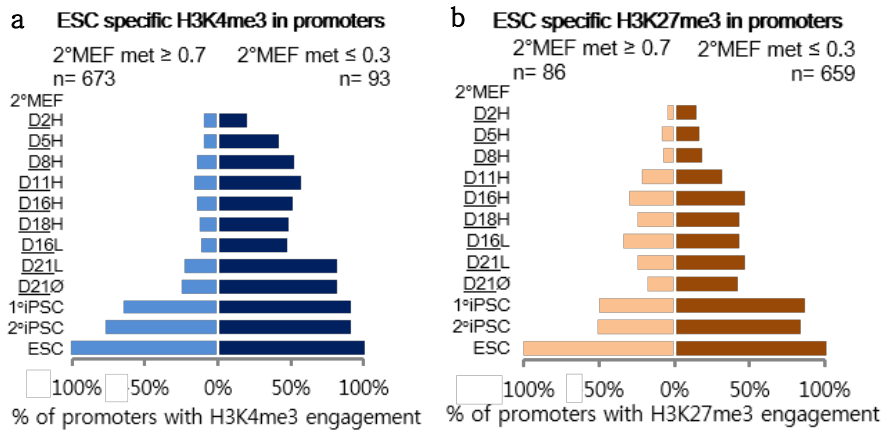 a
ESC specific H3K4me3 in promoters
2°MEF met ≥ 0.7
n= 673
2°MEF met ≤ 0.3
n= 93
2°MEF
D2H
D5H
D8H
D11H
D16H
D18H
D16L
D21L
D21Ø
1°iPSC
2°iPSC
ESC
100% 50% 0% 50% 100%
% of promoters with H3K4me3 engagement
b
ESC specific H3K27me3 in promoters
2°MEF met ≥ 0.7
n= 86
2°MEF met ≤ 0.3
n= 659
2°MEF
D2H
D5H
D8H
D11H
D16H
D18H
D16L
D21L
D21Ø
1°iPSC
2°iPSC
ESC
100% 50% 0% 50% 100%
% of promoters with H3K27me3 engagement